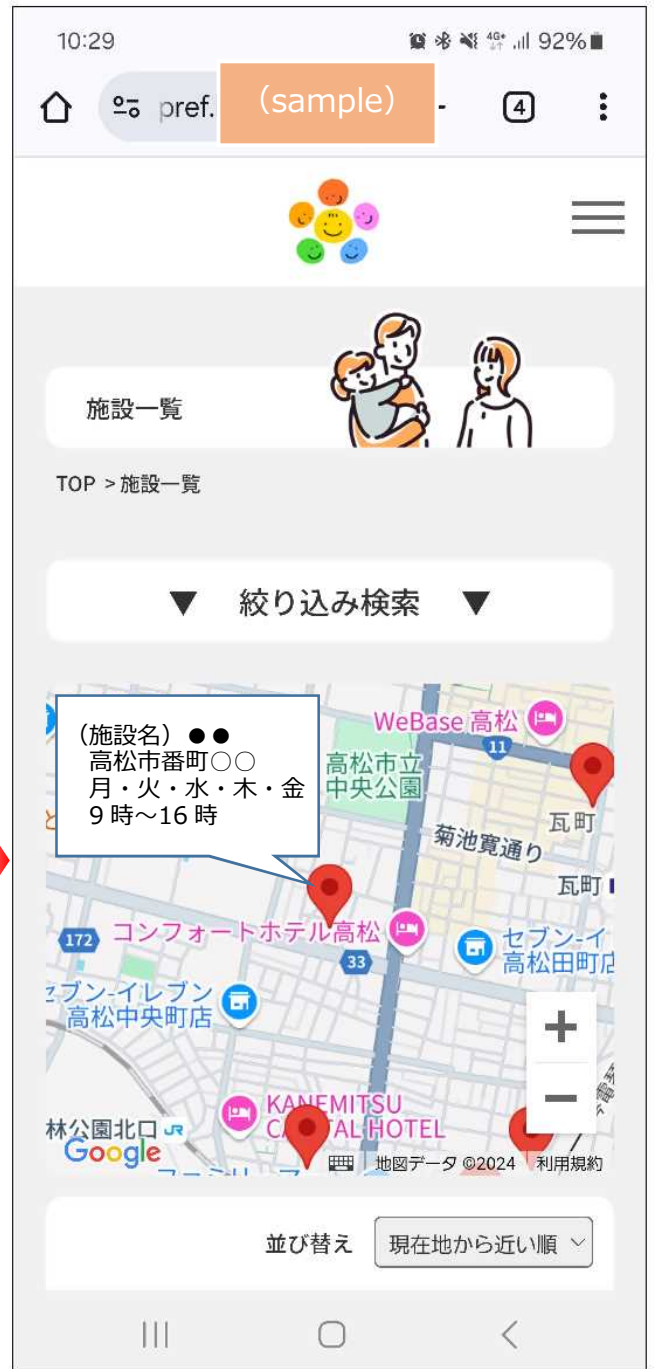 10:29
4G+
92%
pref.
（sample）
4
施設一覧
TOP > 施設一覧
▼ 絞り込み検索 ▼
（施設名）●●
高松市番町○○
月・火・水・木・金
9時～16時
WeBase 高松
11
高松市立
中央公園
瓦町
菊池寛通り
瓦町
コンフォートホテル高松
172
33
セブン-イ
高松田町店
セブン-イレブン
高松中央町店
KANEMITSU
林公園北口
JR
HOTEL
Google
地図データ ©2024
利用規約
並び替え
現在地から近い順